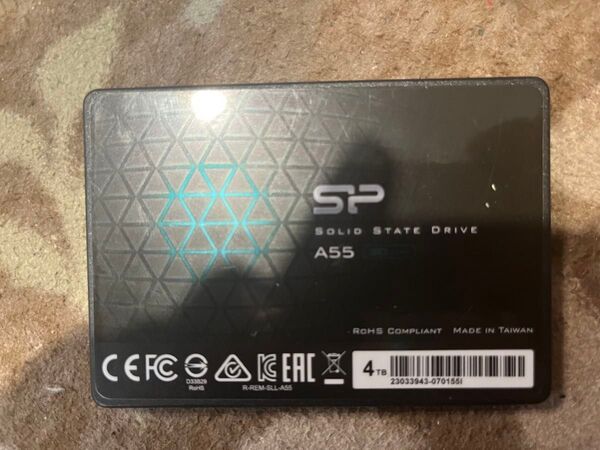 SP
SOLID STATE DRIVE
A55
RoHS COMPLIANT MADE IN TAIWAN
CE FC EAC
D33B29
RoHS
R-REM-SLL-A55
4TB
23033943-070155I